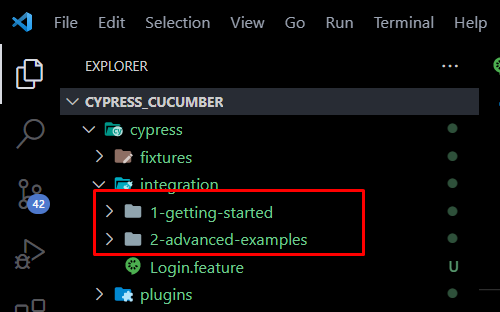 File Edit Selection View Go Run Terminal Help
EXPLORER
CYPRESS_CUCUMBER
cypress
fixtures
integration
1-getting-started
2-advanced-examples
Login.feature U
plugins
42